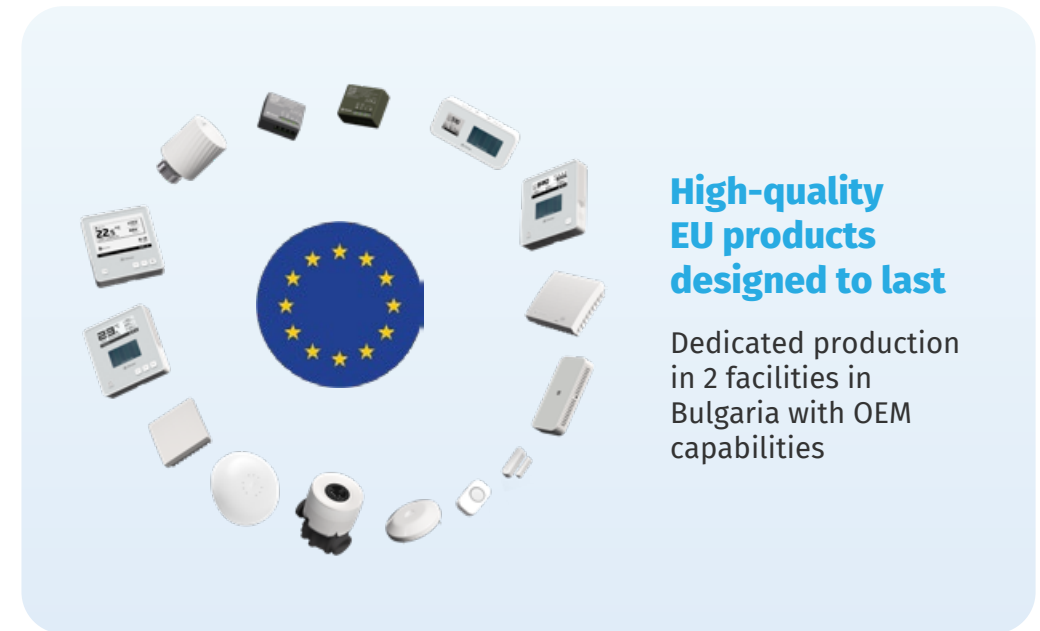 High-quality
EU products
designed to last
Dedicated production
in 2 facilities in
Bulgaria with OEM
capabilities